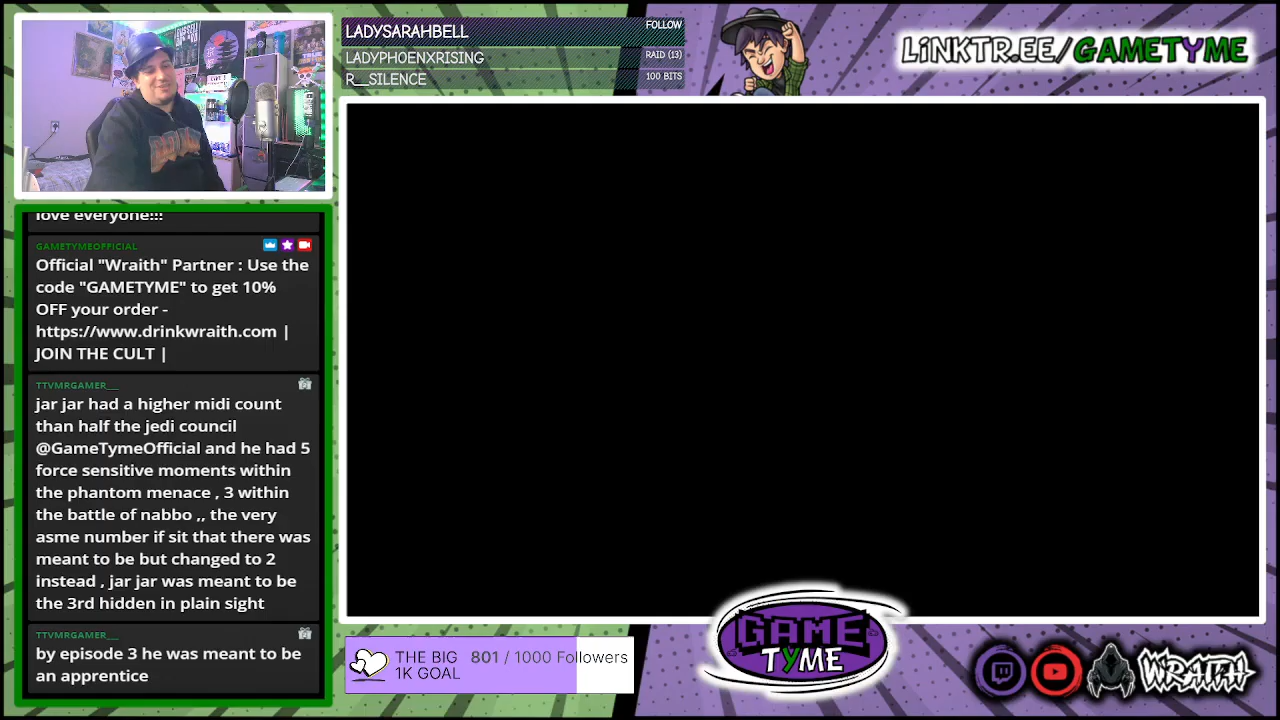 LADYSARAHBELL
FOLLOW
LADYPH0ENXRISING
RAID (13)
R__SILENCE
100 BITS
LiNKTR.EE/GAMETYME
love everyone!!!
GAMETYMEOFFICIAL
Official "Wraith" Partner : Use the
code "GAMETYME" to get 10%
OFF your order -
https://www.drinkwraith.com |
JOIN THE CULT |
TTVMRGAMER__
jar jar had a higher midi count
than half the jedi council
@GameTymeOfficial and he had 5
force sensitive moments within
the phantom menace , 3 within
the battle of nabbo ,, the very
asme number if sit that there was
meant to be but changed to 2
instead , jar jar was meant to be
the 3rd hidden in plain sight
TTVMRGAMER__
by episode 3 he was meant to be
an apprentice
THE BIG
1K GOAL
801 / 1000 Followers
GAME
TYME
WRAITH